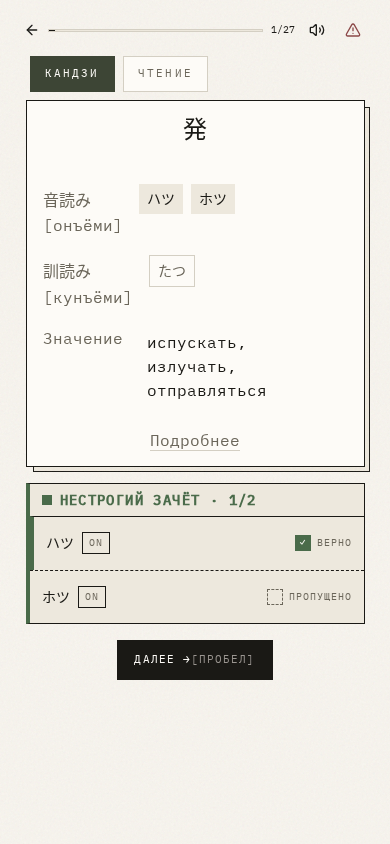 1/27
КАНДЗИ
ЧТЕНИЕ
発
音読み
[онъёми]
ハツ
ホツ
訓読み
[кунъёми]
たつ
Значение
испускать,
излучать,
отправляться
Подробнее
НЕСТРОГИЙ ЗАЧЁТ · 1/2
ハツ ON ВЕРНО
ホツ ON ПРОПУЩЕНО
ДАЛЕЕ →[ПРОБЕЛ]